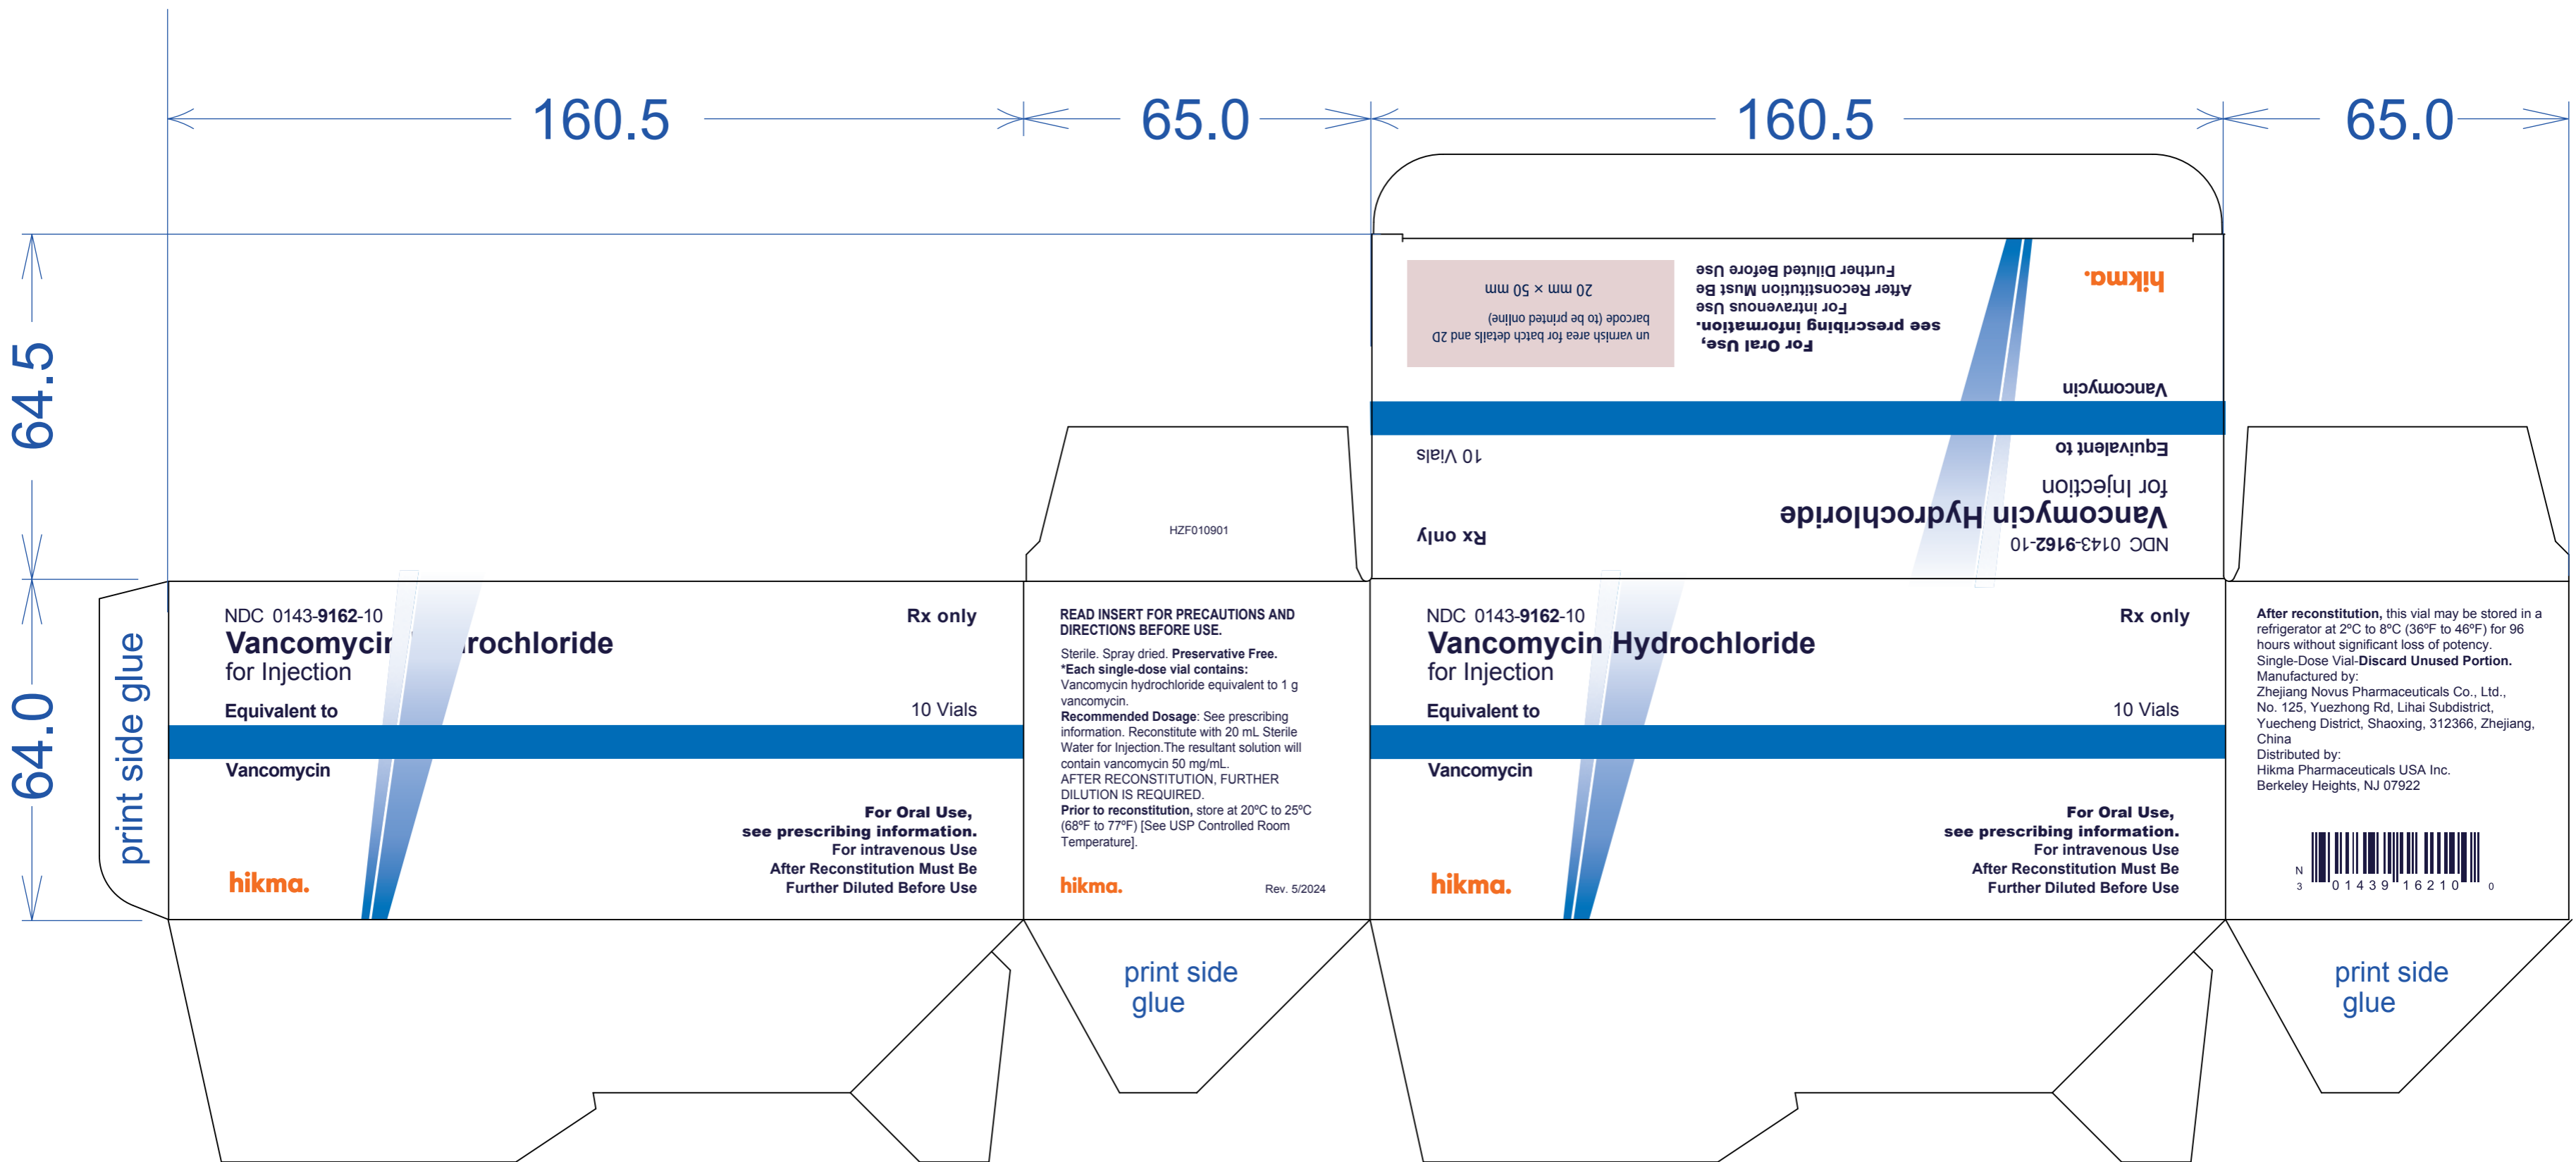 160.5
65.0
160.5
65.0
64.5
64.0
print side glue
NDC 0143-9162-10
Rx only
Vancomycin Hydrochloride
for Injection
Equivalent to
10 Vials
Vancomycin
For Oral Use,
see prescribing information.
For intravenous Use
After Reconstitution Must Be
Further Diluted Before Use
hikma.
un varnish area for batch details and 2D
barcode (to be printed online)
20 mm × 50 mm
HZF010901
NDC 0143-9162-10
Rx only
Vancomycin   rochloride
for Injection
Equivalent to
10 Vials
Vancomycin
For Oral Use,
see prescribing information.
For intravenous Use
After Reconstitution Must Be
Further Diluted Before Use
hikma.
READ INSERT FOR PRECAUTIONS AND
DIRECTIONS BEFORE USE.
Sterile. Spray dried. Preservative Free.
*Each single-dose vial contains:
Vancomycin hydrochloride equivalent to 1 g
vancomycin.
Recommended Dosage: See prescribing
information. Reconstitute with 20 mL Sterile
Water for Injection.The resultant solution will
contain vancomycin 50 mg/mL.
AFTER RECONSTITUTION, FURTHER
DILUTION IS REQUIRED.
Prior to reconstitution, store at 20ºC to 25ºC
(68ºF to 77ºF) [See USP Controlled Room
Temperature].
hikma.
Rev. 5/2024
NDC 0143-9162-10
Rx only
Vancomycin Hydrochloride
for Injection
Equivalent to
10 Vials
Vancomycin
For Oral Use,
see prescribing information.
For intravenous Use
After Reconstitution Must Be
Further Diluted Before Use
hikma.
After reconstitution, this vial may be stored in a
refrigerator at 2ºC to 8ºC (36ºF to 46ºF) for 96
hours without significant loss of potency.
Single-Dose Vial-Discard Unused Portion.
Manufactured by:
Zhejiang Novus Pharmaceuticals Co., Ltd.,
No. 125, Yuezhong Rd, Lihai Subdistrict,
Yuecheng District, Shaoxing, 312366, Zhejiang,
China
Distributed by:
Hikma Pharmaceuticals USA Inc.
Berkeley Heights, NJ 07922
N
3 01439 16210 0
print side
glue
print side
glue